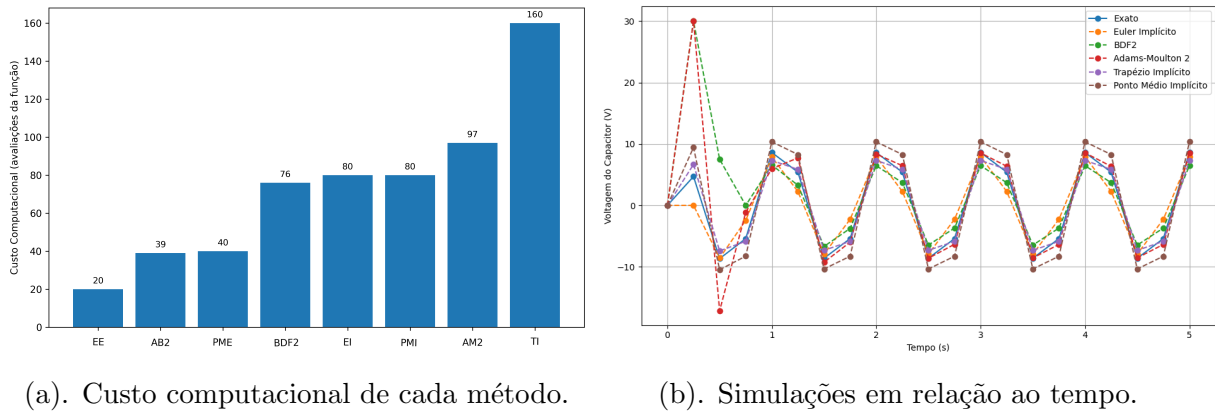 Custo Computacional (avaliações da função)
160
140
120
100
80
60
40
20
0
20
39
40
76
80
80
97
160
EE
AB2
PME
BDF2
EI
PMI
AM2
TI
(a). Custo computacional de cada método.
Voltagem do Capacitor (V)
30
20
10
0
−10
0
1
2
3
4
5
Tempo (s)
Exato
Euler Implícito
BDF2
Adams-Moulton 2
Trapézio Implícito
Ponto Médio Implícito
(b). Simulações em relação ao tempo.